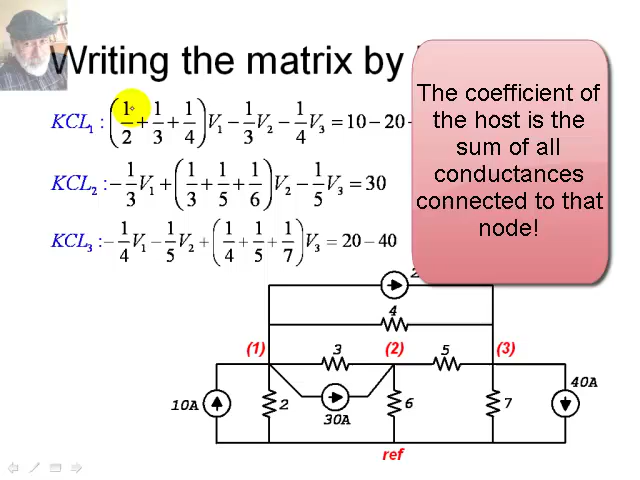 Writing the matrix by
The coefficient of
the host is the
sum of all
conductances
connected to that
node!
KCL₁ : (1/2 + 1/3 + 1/4) V₁ − 1/3 V₂ − 1/4 V₃ = 10 − 20 −
KCL₂ : − 1/3 V₁ + (1/3 + 1/5 + 1/6) V₂ − 1/5 V₃ = 30
KCL₃ : − 1/4 V₁ − 1/5 V₂ + (1/4 + 1/5 + 1/7) V₃ = 20 − 40
2
4
(1) 3 (2) 5 (3)
10A 2 30A 6 7 40A
ref